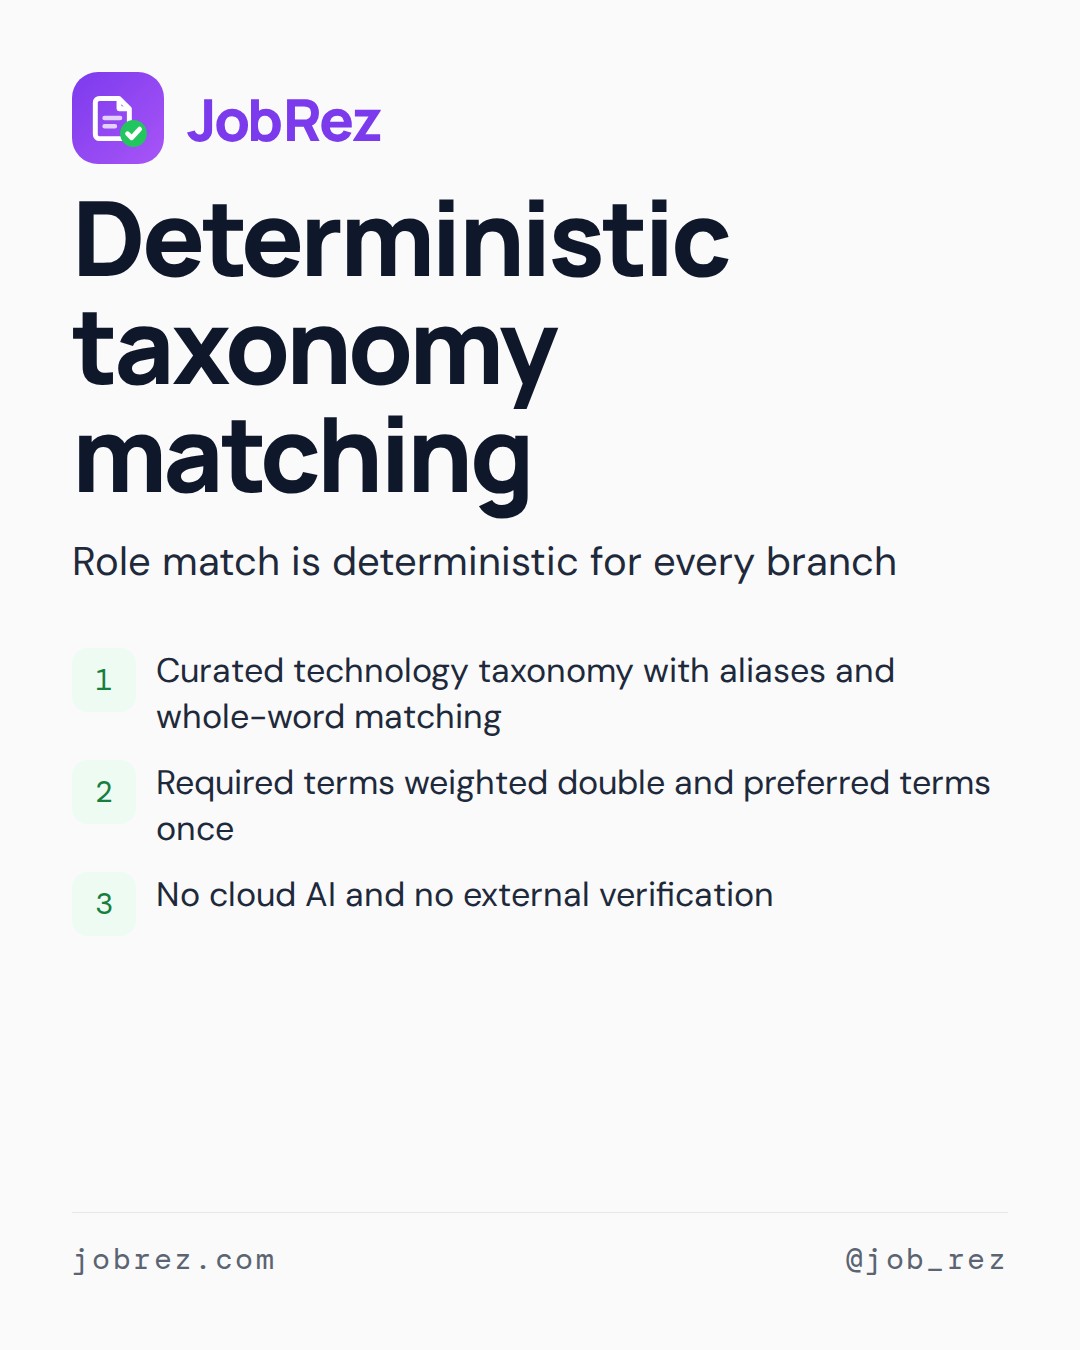 JobRez
Deterministic
taxonomy
matching
Role match is deterministic for every branch
1 Curated technology taxonomy with aliases and
whole-word matching
2 Required terms weighted double and preferred terms
once
3 No cloud AI and no external verification
jobrez.com
@job_rez